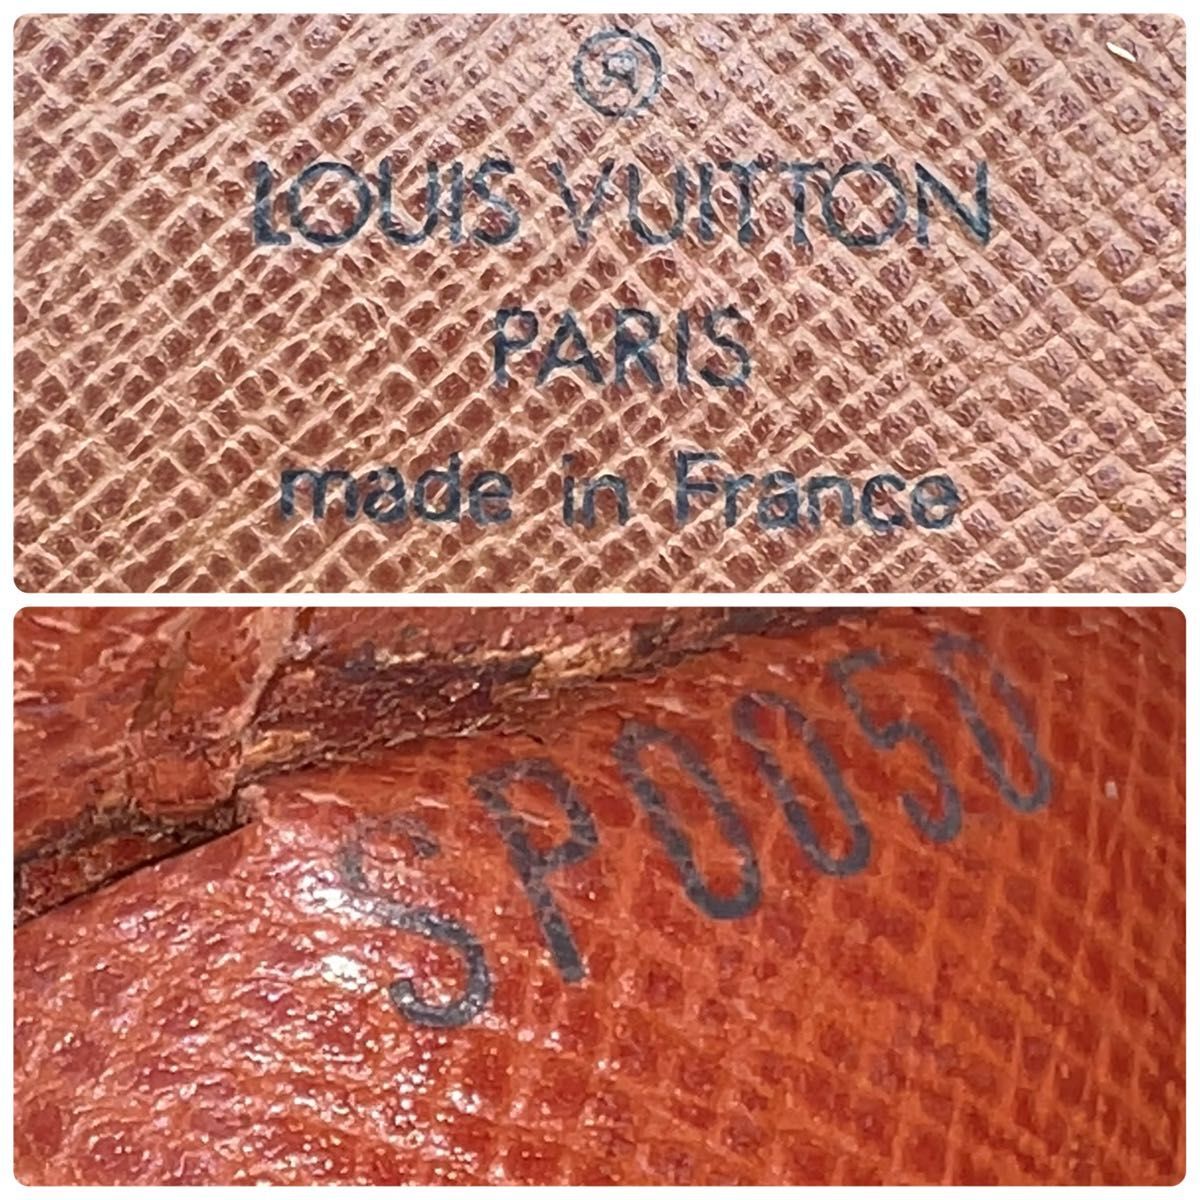 ®
LOUIS VUITTON
PARIS
made in France
SP0050